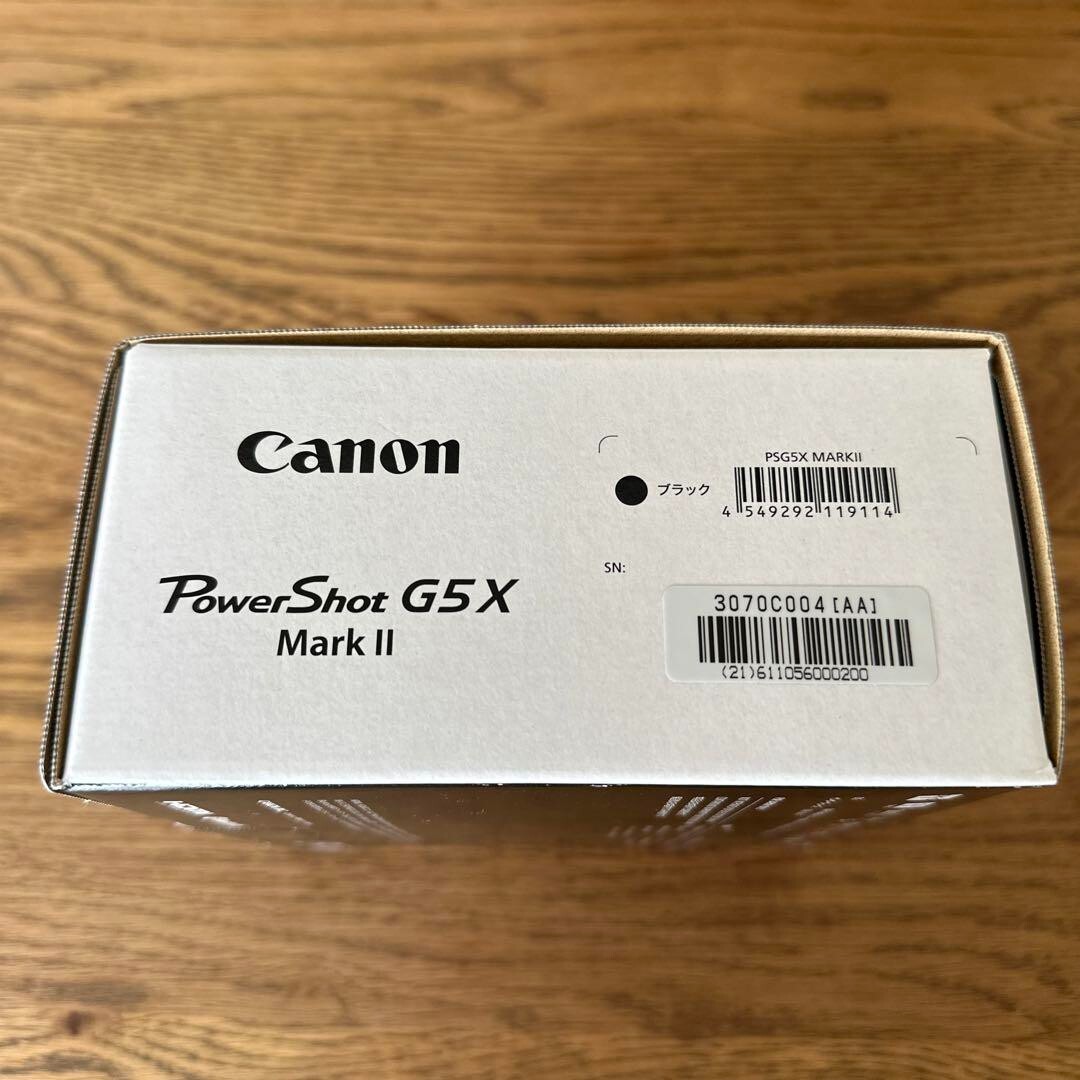 Canon
PowerShot G5 X
Mark II
PSG5X MARKII
ブラック
4 549292 119114
SN:
3070C004[AA]
(21)611056000200